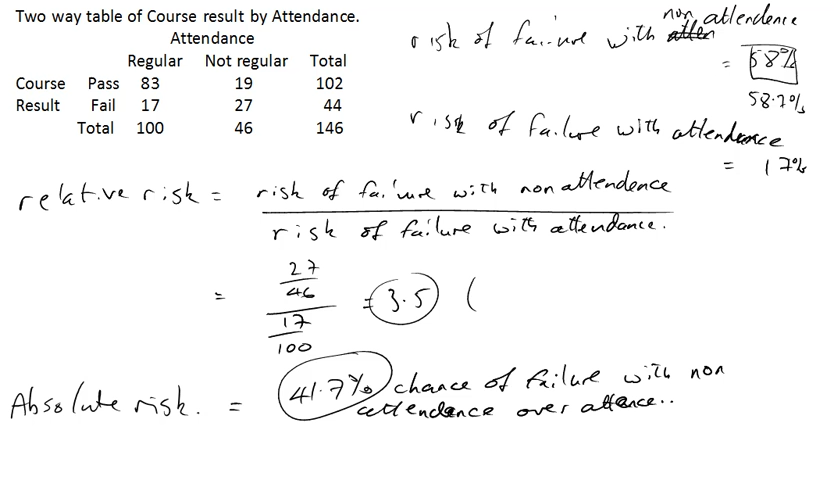 Two way table of Course result by Attendance.
Attendance
Regular Not regular Total
Course Pass 83 19 102
Result Fail 17 27 44
Total 100 46 146
risk of failure with non attendence
= 58%
58.7%
risk of failure with attendance
= 17%
relative risk = risk of failure with non attendence
risk of failure with attendance.
= 27
46
17
100
= 3.5 (
Absolute risk. = 41.7% chance of failure with non
attendence over attence..